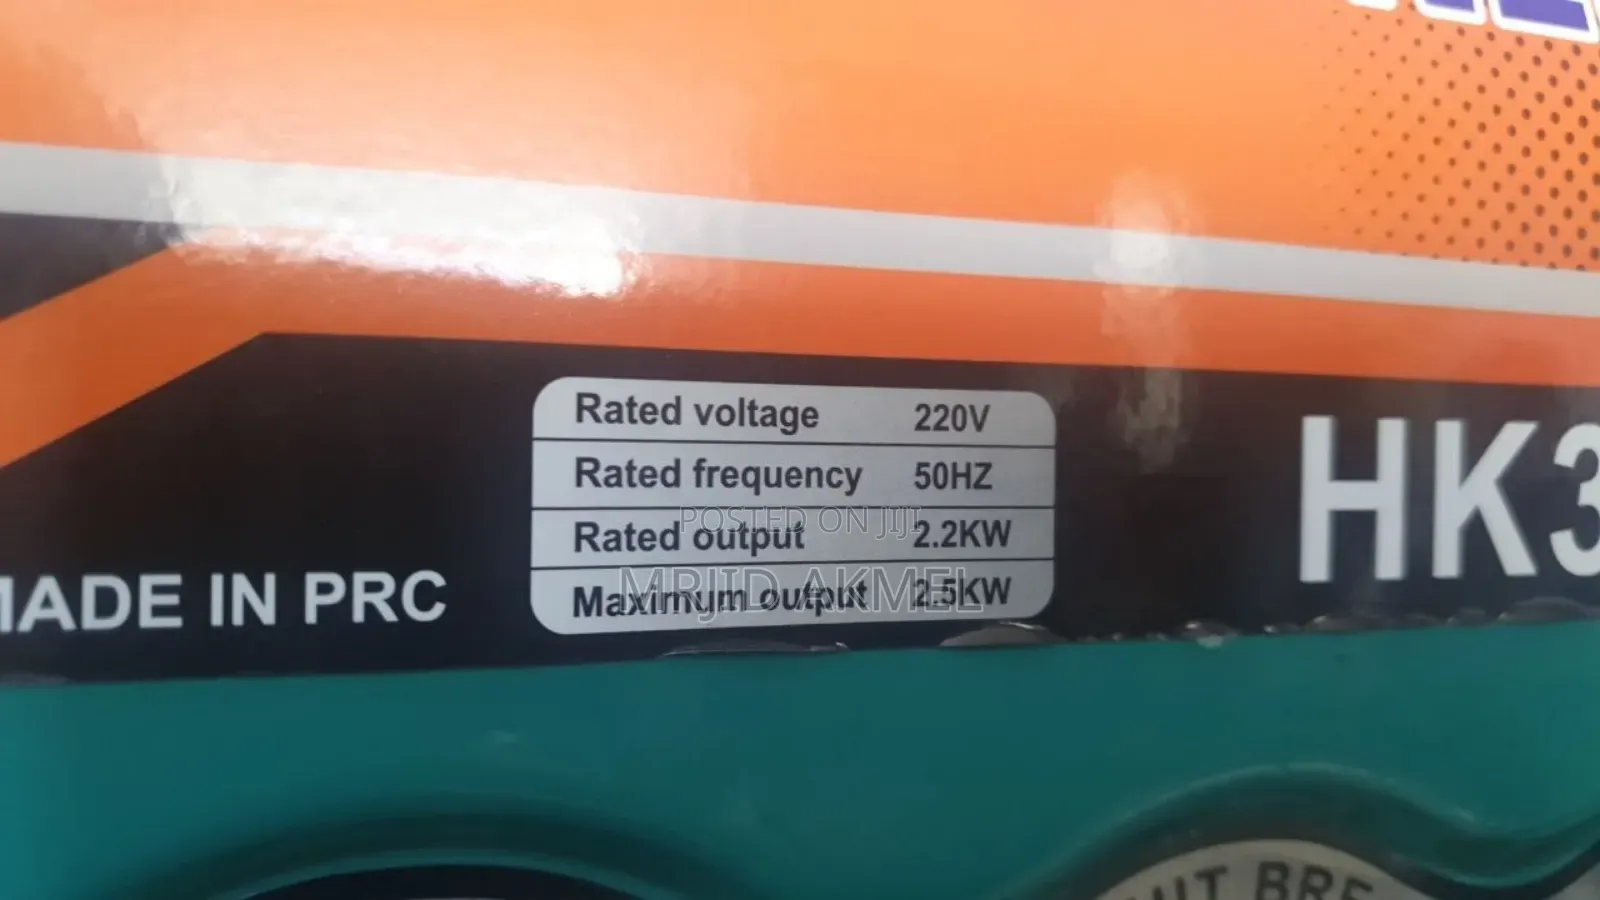 Rated voltage 220V
Rated frequency 50HZ
Rated output 2.2KW
Maximum output 2.5KW
POSTED ON JIJI
MRJID AKMEL
MADE IN PRC
HK3